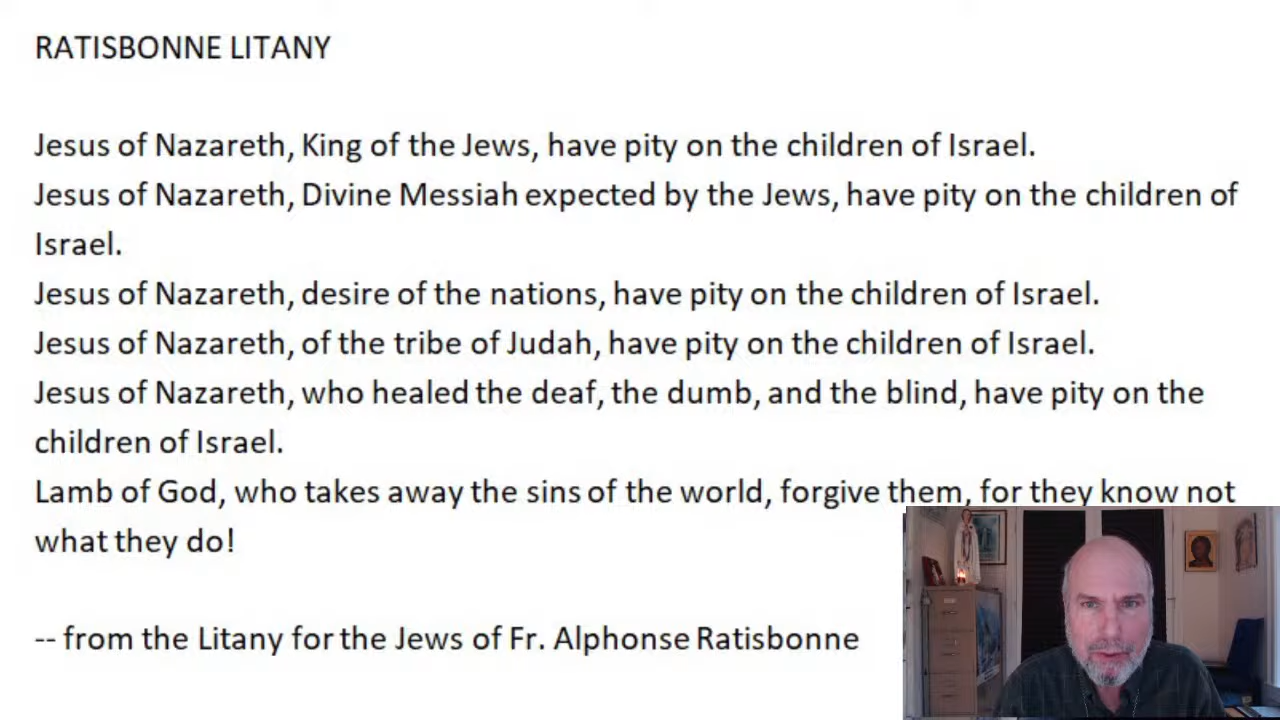 RATISBONNE LITANY
Jesus of Nazareth, King of the Jews, have pity on the children of Israel.
Jesus of Nazareth, Divine Messiah expected by the Jews, have pity on the children of
Israel.
Jesus of Nazareth, desire of the nations, have pity on the children of Israel.
Jesus of Nazareth, of the tribe of Judah, have pity on the children of Israel.
Jesus of Nazareth, who healed the deaf, the dumb, and the blind, have pity on the
children of Israel.
Lamb of God, who takes away the sins of the world, forgive them, for they know not
what they do!
-- from the Litany for the Jews of Fr. Alphonse Ratisbonne